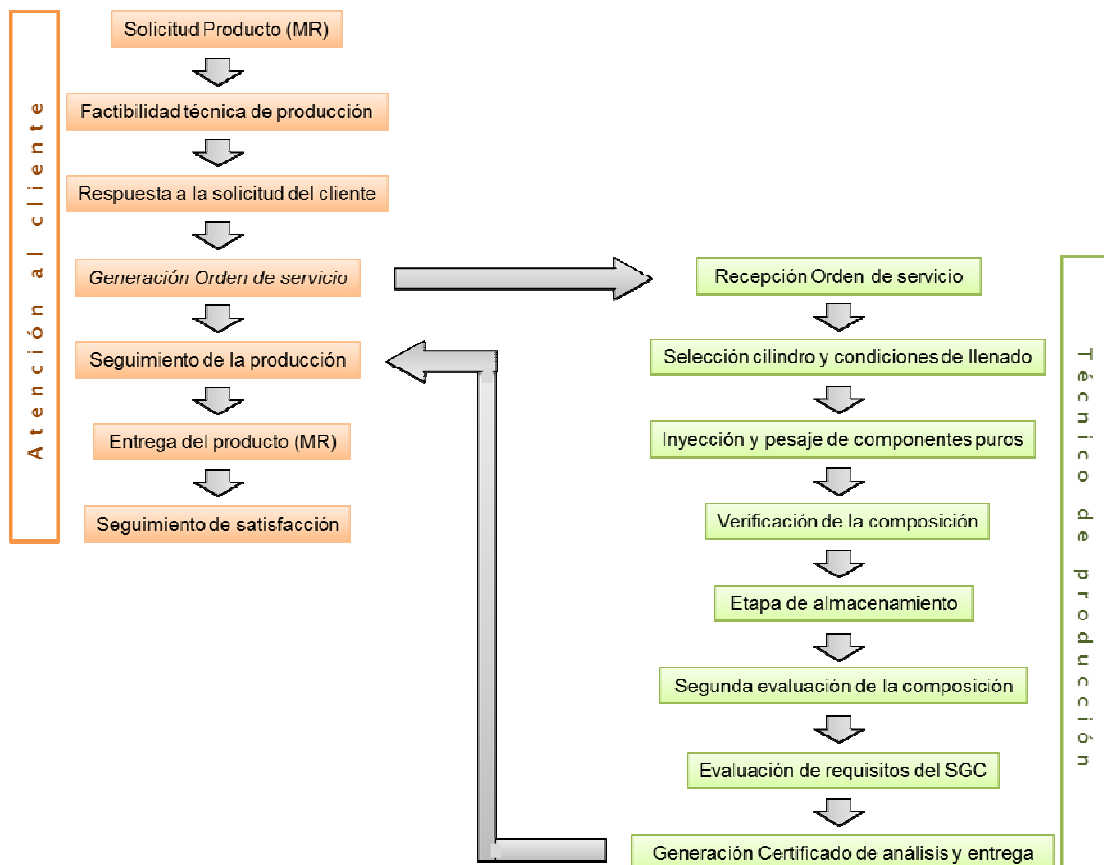 Atención al cliente
Solicitud Producto (MR)
Factibilidad técnica de producción
Respuesta a la solicitud del cliente
Generación Orden de servicio
Seguimiento de la producción
Entrega del producto (MR)
Seguimiento de satisfacción
Recepción Orden de servicio
Selección cilindro y condiciones de llenado
Inyección y pesaje de componentes puros
Verificación de la composición
Etapa de almacenamiento
Segunda evaluación de la composición
Evaluación de requisitos del SGC
Generación Certificado de análisis y entrega
Técnico de producción